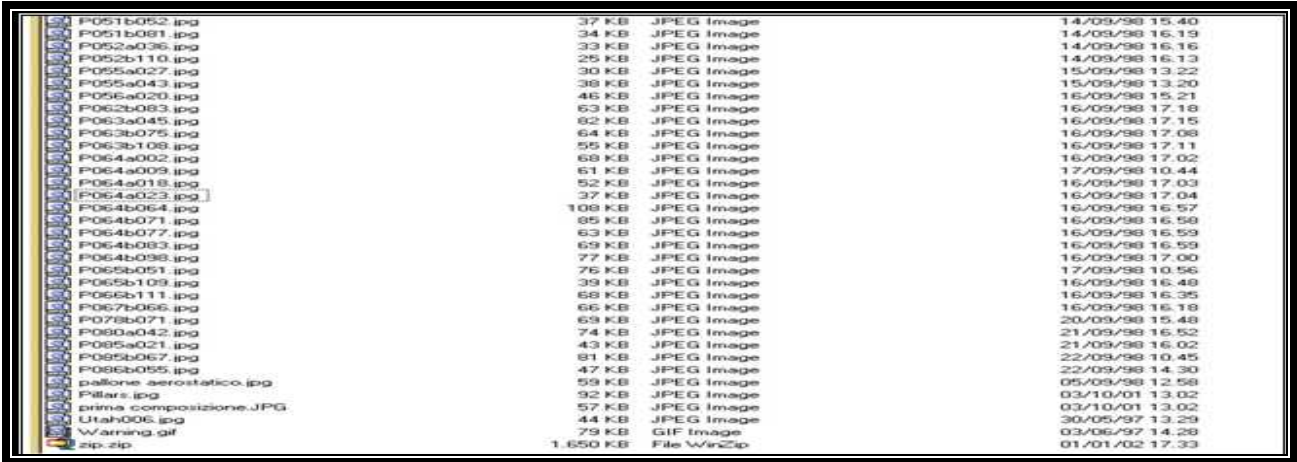 P051b052.jpg 37 KB JPEG Image 14/09/98 15.40
P051b081.jpg 34 KB JPEG Image 14/09/98 16.19
P052a036.jpg 33 KB JPEG Image 14/09/98 16.16
P052b110.jpg 25 KB JPEG Image 14/09/98 16.13
P055a027.jpg 30 KB JPEG Image 15/09/98 13.22
P055a043.jpg 38 KB JPEG Image 15/09/98 13.20
P056a020.jpg 46 KB JPEG Image 16/09/98 15.21
P062b083.jpg 63 KB JPEG Image 16/09/98 17.18
P063a045.jpg 82 KB JPEG Image 16/09/98 17.15
P063b075.jpg 64 KB JPEG Image 16/09/98 17.08
P063b108.jpg 55 KB JPEG Image 16/09/98 17.11
P064a002.jpg 68 KB JPEG Image 16/09/98 17.02
P064a009.jpg 61 KB JPEG Image 17/09/98 10.44
P064a018.jpg 52 KB JPEG Image 16/09/98 17.03
P064a023.jpg 37 KB JPEG Image 16/09/98 17.04
P064b064.jpg 108 KB JPEG Image 16/09/98 16.57
P064b071.jpg 85 KB JPEG Image 16/09/98 16.58
P064b077.jpg 63 KB JPEG Image 16/09/98 16.59
P064b083.jpg 69 KB JPEG Image 16/09/98 16.59
P064b098.jpg 77 KB JPEG Image 16/09/98 17.00
P065b051.jpg 76 KB JPEG Image 17/09/98 10.56
P065b109.jpg 39 KB JPEG Image 16/09/98 16.48
P066b111.jpg 68 KB JPEG Image 16/09/98 16.35
P067b066.jpg 66 KB JPEG Image 16/09/98 16.18
P078b071.jpg 69 KB JPEG Image 20/09/98 15.48
P080a042.jpg 74 KB JPEG Image 21/09/98 16.52
P085a021.jpg 43 KB JPEG Image 21/09/98 16.02
P085b067.jpg 81 KB JPEG Image 22/09/98 10.45
P086b055.jpg 47 KB JPEG Image 22/09/98 14.30
pallone aerostatico.jpg 59 KB JPEG Image 05/09/98 12.58
Pillars.jpg 92 KB JPEG Image 03/10/01 13.02
prima composizione.JPG 57 KB JPEG Image 03/10/01 13.02
Utah006.jpg 44 KB JPEG Image 30/05/97 13.29
Warning.gif 79 KB GIF Image 03/06/97 14.28
zip.zip 1.650 KB File WinZip 01/01/02 17.33